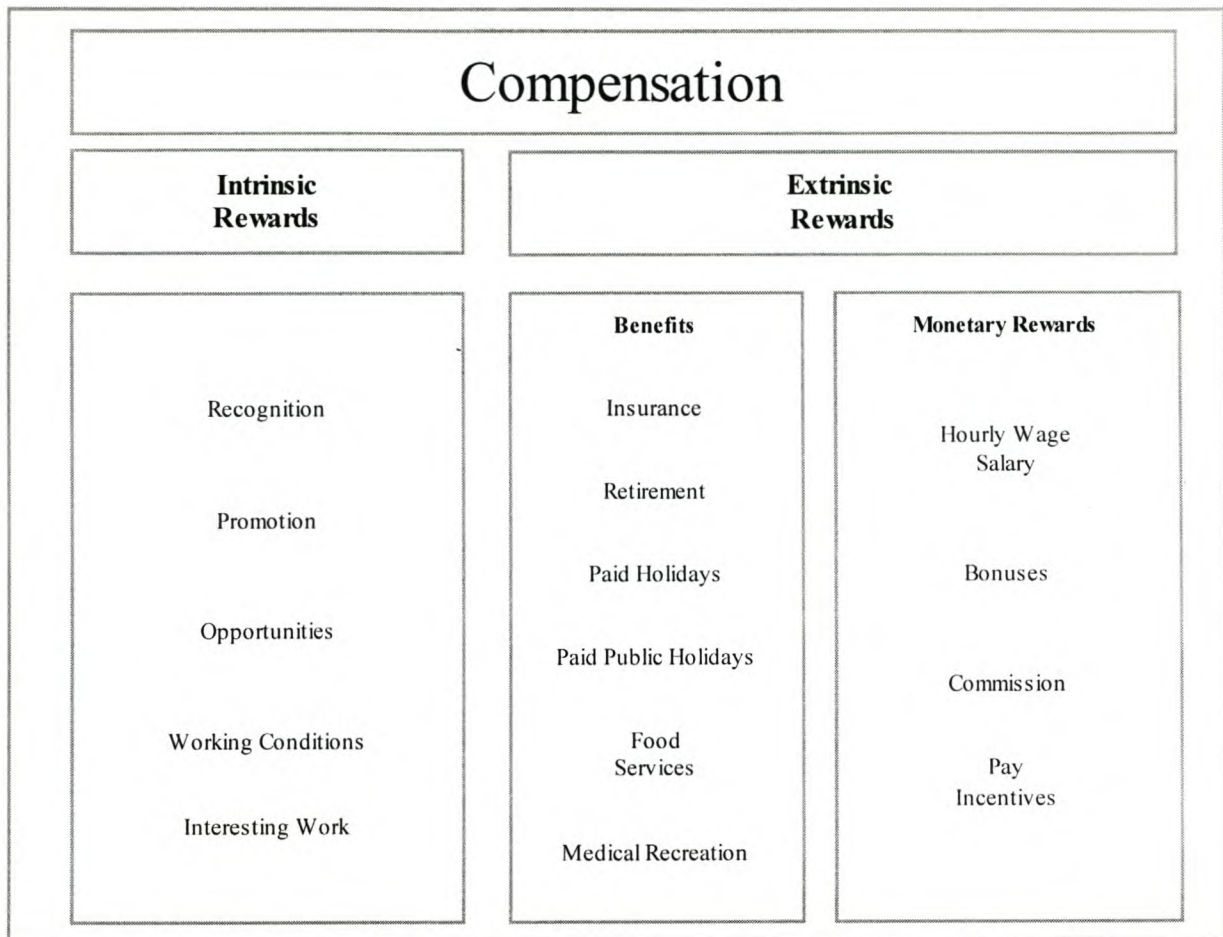 Compensation
Intrinsic
Rewards
Extrinsic
Rewards
Recognition
Promotion
Opportunities
Working Conditions
Interesting Work
Benefits
Insurance
Retirement
Paid Holidays
Paid Public Holidays
Food
Services
Medical Recreation
Monetary Rewards
Hourly Wage
Salary
Bonuses
Commission
Pay
Incentives